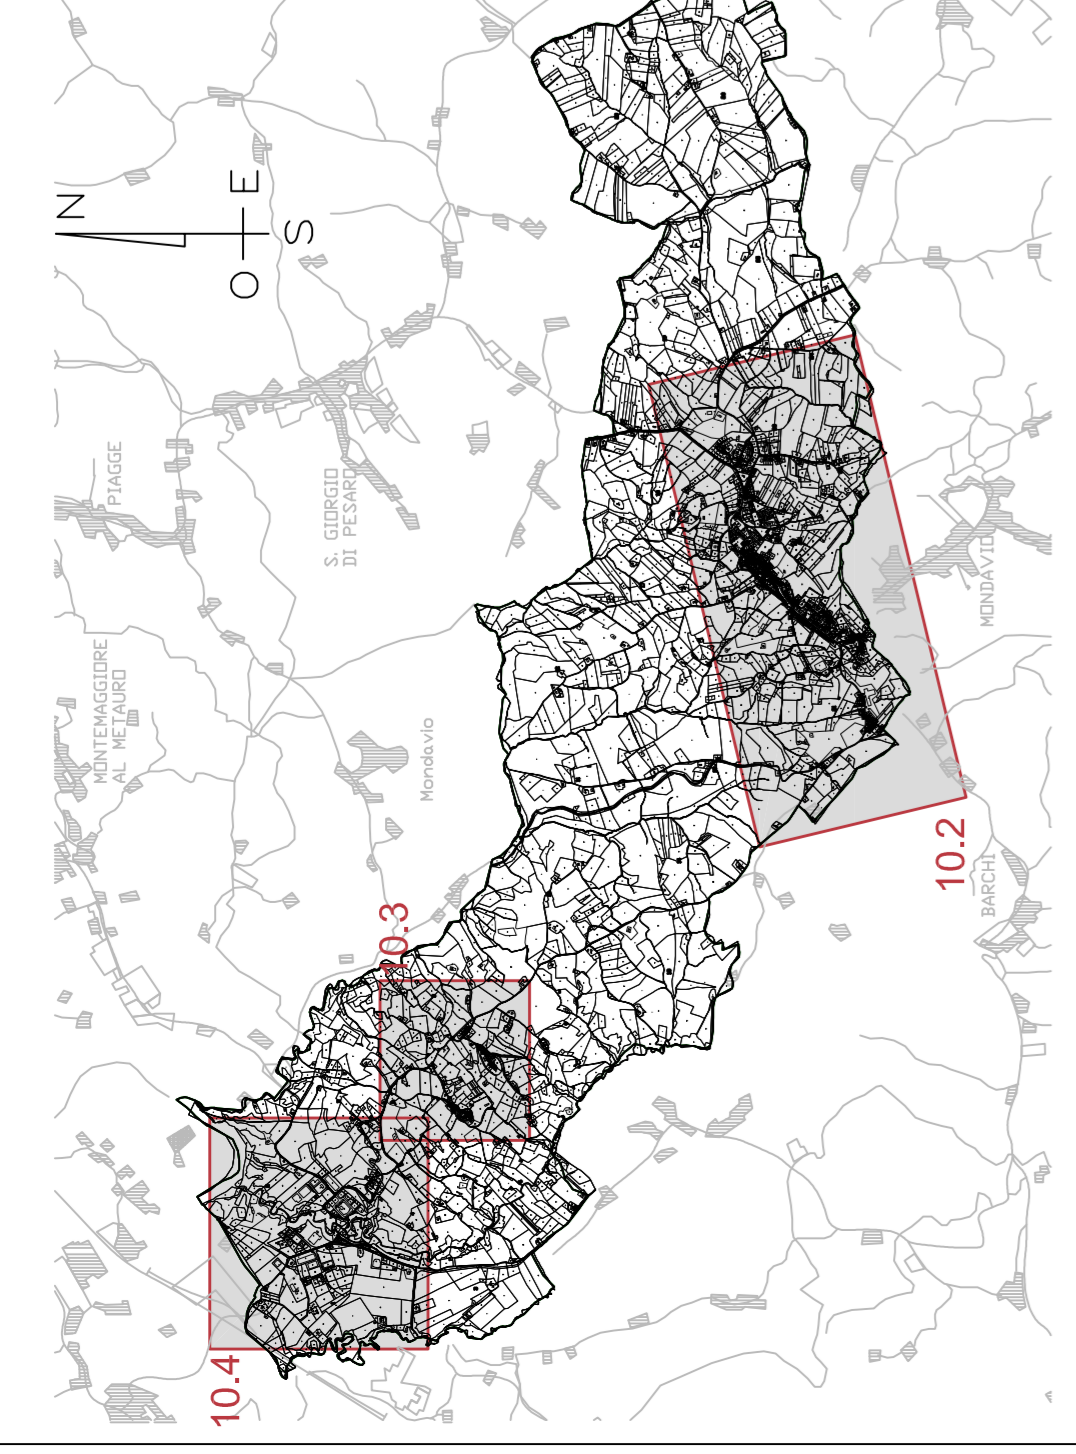 N
E
O
S
PIAGGE
S. GIORGIO
DI PESARO
MONTEMAGGIORE
AL METAURO
Mondavio
MONDAVIO
BARCHI
10.2
10.3
10.4